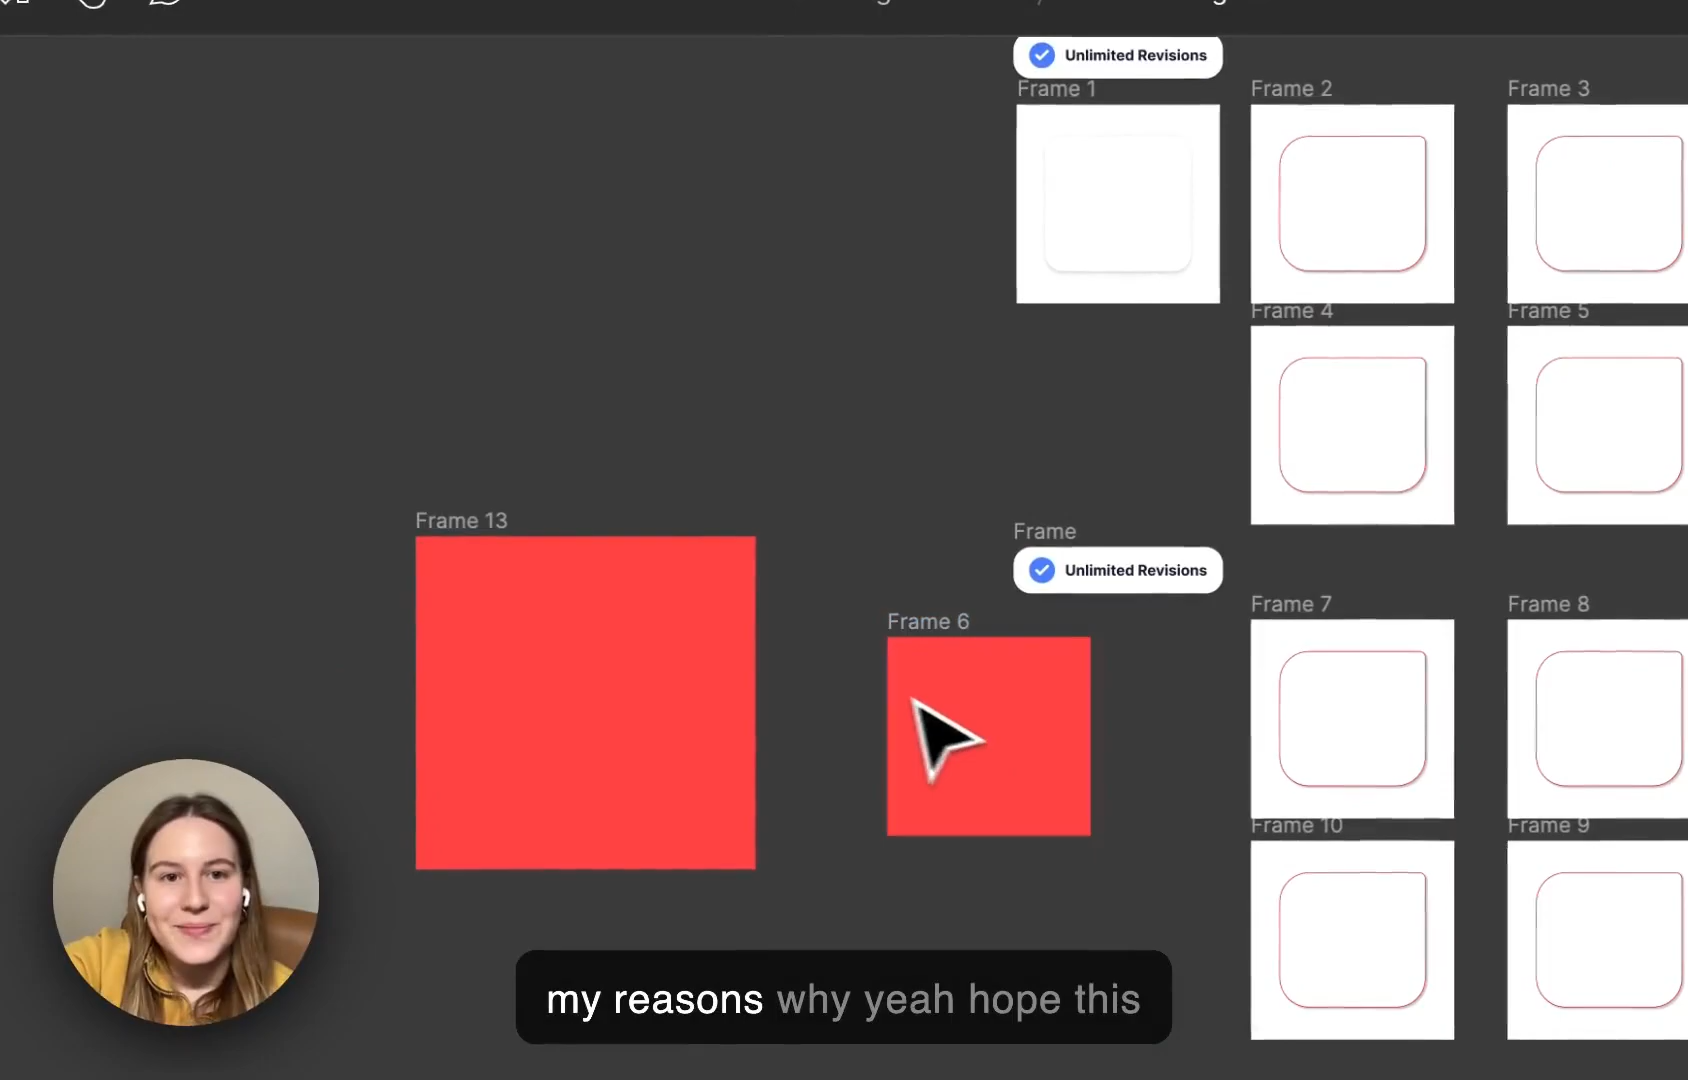 Unlimited Revisions
Frame 1
Frame 2
Frame 3
Frame 4
Frame 5
Frame 13
Frame
Unlimited Revisions
Frame 6
Frame 7
Frame 8
Frame 10
Frame 9
my reasons why yeah hope this